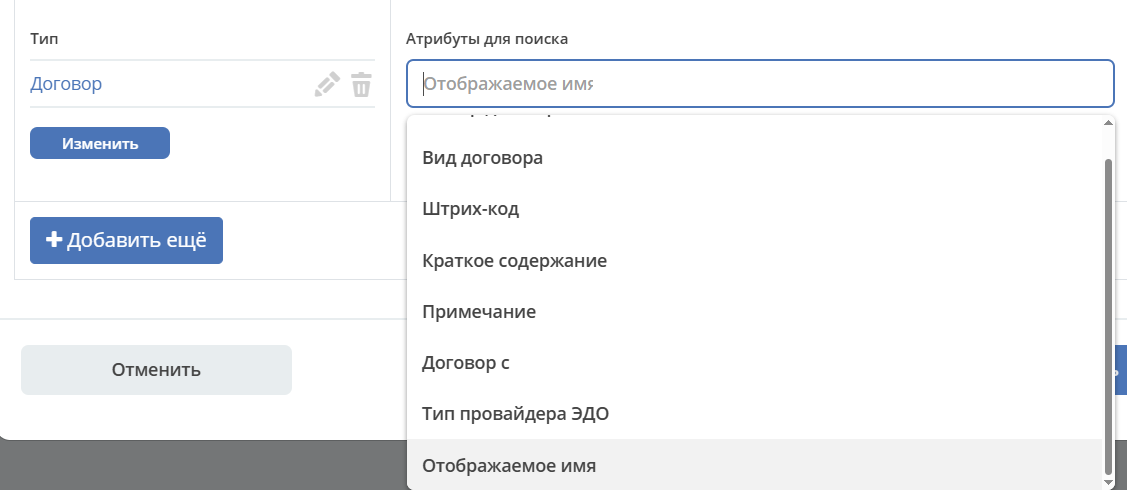 Тип
Атрибуты для поиска
Договор
Отображаемое имя
Изменить
Вид договора
Штрих-код
Добавить ещё
Краткое содержание
Примечание
Договор с
Отменить
Тип провайдера ЭДО
Отображаемое имя